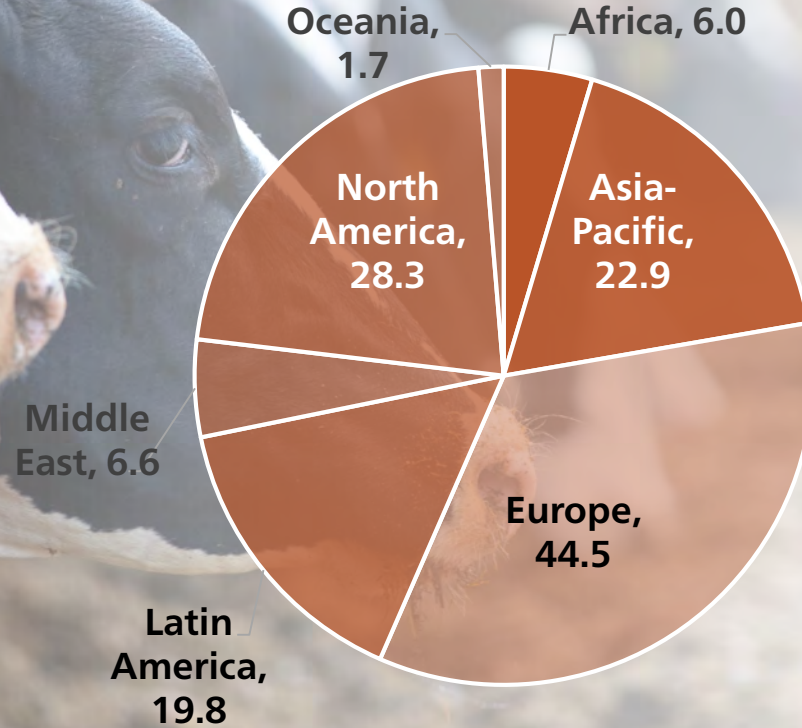 Oceania,
1.7
Africa, 6.0
North
America,
28.3
Asia-
Pacific,
22.9
Middle
East, 6.6
Europe,
44.5
Latin
America,
19.8